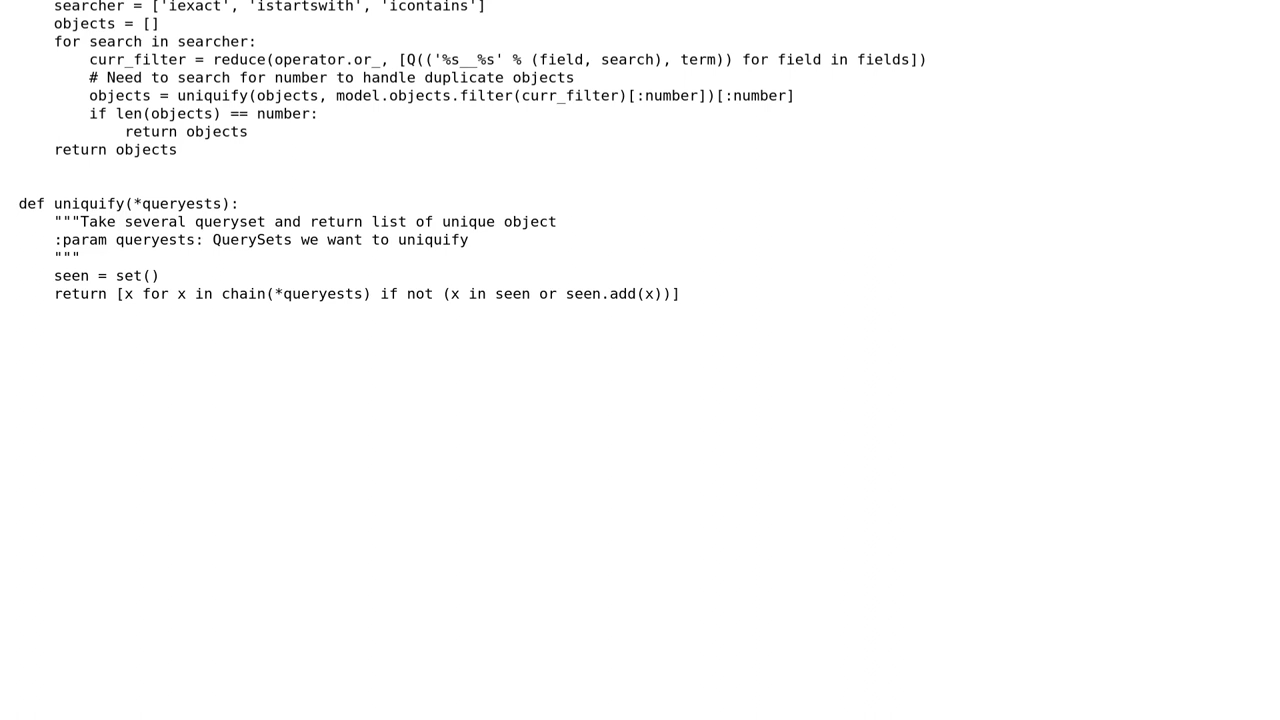 searcher = ['iexact', 'istartswith', 'icontains']
    objects = []
    for search in searcher:
        curr_filter = reduce(operator.or_, [Q(('%s__%s' % (field, search), term)) for field in fields])
        # Need to search for number to handle duplicate objects
        objects = uniquify(objects, model.objects.filter(curr_filter)[:number])[:number]
        if len(objects) == number:
            return objects
    return objects


def uniquify(*queryests):
    """Take several queryset and return list of unique object
    :param queryests: QuerySets we want to uniquify
    """
    seen = set()
    return [x for x in chain(*queryests) if not (x in seen or seen.add(x))]